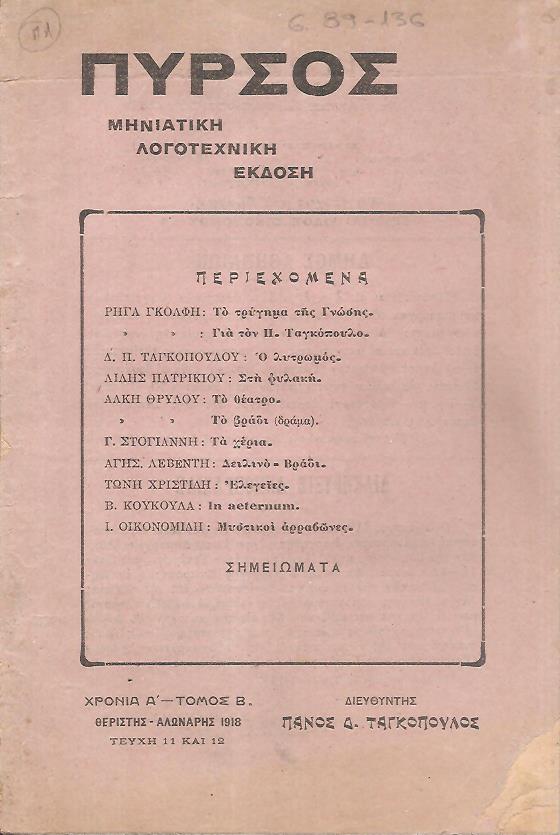 Π1
6. 89-136
ΠΥΡΣΟΣ
ΜΗΝΙΑΤΙΚΗ
ΛΟΓΟΤΕΧΝΙΚΗ
ΕΚΔΟΣΗ
ΠΕΡΙΕΧΟΜΕΝΑ
ΡΗΓΑ ΓΚΟΛΦΗ : Τὸ τρύγημα τῆς Γνώσης.
» » : Γιὰ τὸν Π. Ταγκόπουλο.
Δ. Π. ΤΑΓΚΟΠΟΥΛΟΥ : Ὁ λυτρωμός.
ΛΙΛΗΣ ΠΑΤΡΙΚΙΟΥ : Στὴ φυλακή.
ΑΛΚΗ ΘΡΥΛΟΥ : Τὸ θέατρο.
» » Τὸ βράδι (δράμα).
Γ. ΣΤΟΓΙΑΝΝΗ : Τὰ χέρια.
ΑΓΗΣ. ΛΕΒΕΝΤΗ : Δειλινὸ - Βράδι.
ΤΩΝΗ ΧΡΙΣΤΙΔΗ : Ἐλεγεῖες.
Β. ΚΟΥΚΟΥΛΑ : In aeternum.
Ι. ΟΙΚΟΝΟΜΙΔΗ : Μυστικοὶ ἀρραβῶνες.
ΣΗΜΕΙΩΜΑΤΑ
ΧΡΟΝΙΑ Α΄ — ΤΟΜΟΣ Β.
ΘΕΡΙΣΤΗΣ - ΑΛΩΝΑΡΗΣ 1918
ΤΕΥΧΗ 11 ΚΑΙ 12
ΔΙΕΥΘΥΝΤΗΣ
ΠΑΝΟΣ Δ. ΤΑΓΚΟΠΟΥΛΟΣ